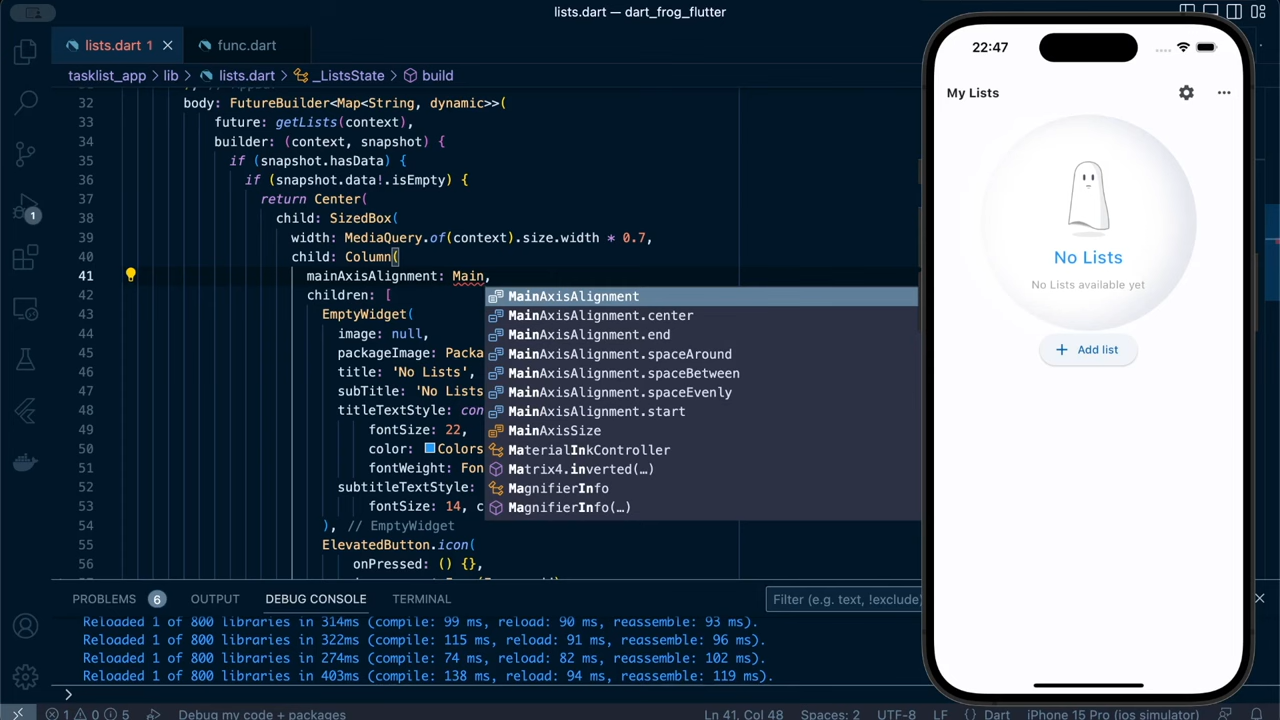 lists.dart — dart_frog_flutter
lists.dart 1
func.dart
tasklist_app > lib > lists.dart > _ListsState > build
32 body: FutureBuilder<Map<String, dynamic>>(
33 future: getLists(context),
34 builder: (context, snapshot) {
35 if (snapshot.hasData) {
36 if (snapshot.data!.isEmpty) {
37 return Center(
38 child: SizedBox(
39 width: MediaQuery.of(context).size.width * 0.7,
40 child: Column(
41 mainAxisAlignment: Main,
42 children: [
43 EmptyWidget(
44 image: null,
45 packageImage: Packa
46 title: 'No Lists',
47 subTitle: 'No Lists
48 titleTextStyle: con
49 fontSize: 22,
50 color: Colors
51 fontWeight: Fon
52 subtitleTextStyle:
53 fontSize: 14, c
54 ), // EmptyWidget
55 ElevatedButton.icon(
56 onPressed: () {},
MainAxisAlignment
MainAxisAlignment.center
MainAxisAlignment.end
MainAxisAlignment.spaceAround
MainAxisAlignment.spaceBetween
MainAxisAlignment.spaceEvenly
MainAxisAlignment.start
MainAxisSize
MaterialInkController
Matrix4.inverted(…)
MagnifierInfo
MagnifierInfo(…)
1
PROBLEMS 6 OUTPUT DEBUG CONSOLE TERMINAL
Filter (e.g. text, !exclude)
Reloaded 1 of 800 libraries in 314ms (compile: 99 ms, reload: 90 ms, reassemble: 93 ms).
Reloaded 1 of 800 libraries in 322ms (compile: 115 ms, reload: 91 ms, reassemble: 96 ms).
Reloaded 1 of 800 libraries in 274ms (compile: 74 ms, reload: 82 ms, reassemble: 102 ms).
Reloaded 1 of 800 libraries in 403ms (compile: 138 ms, reload: 94 ms, reassemble: 119 ms).
>
1 0 5 Debug my code + packages
Ln 41, Col 48 Spaces: 2 UTF-8 LF {} Dart iPhone 15 Pro (ios simulator)
22:47
My Lists
No Lists
No Lists available yet
+ Add list